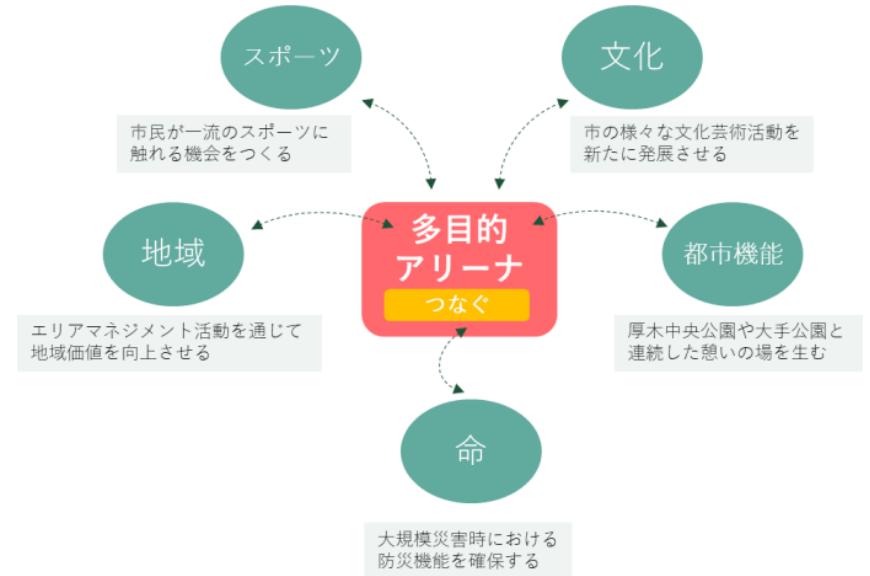 スポーツ
市民が一流のスポーツに
触れる機会をつくる
文化
市の様々な文化芸術活動を
新たに発展させる
地域
エリアマネジメント活動を通じて
地域価値を向上させる
多目的
アリーナ
つなぐ
都市機能
厚木中央公園や大手公園と
連続した憩いの場を生む
命
大規模災害時における
防災機能を確保する